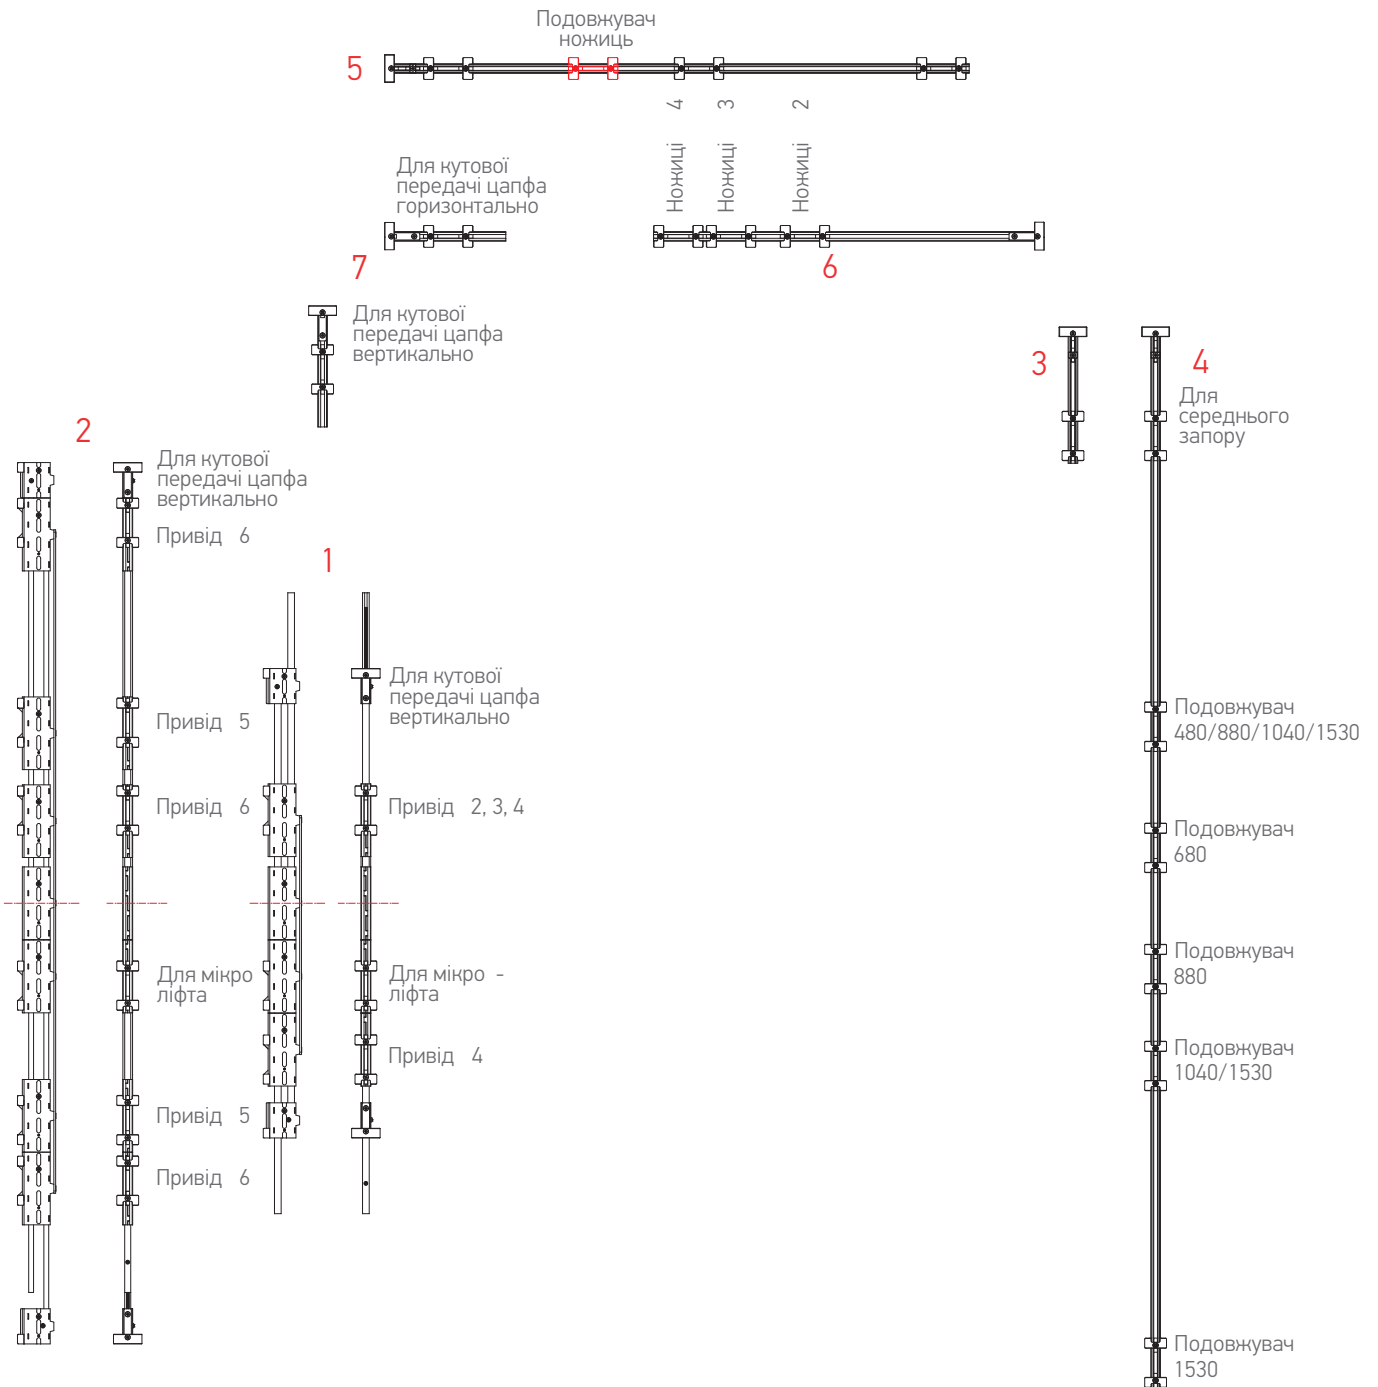 Подовжувач
ножиць
5
Ножиці 4
Ножиці 3
Ножиці 2
Для кутової
передачі цапфа
горизонтально
7
6
Для кутової
передачі цапфа
вертикально
3
4
Для
середнього
запору
2
Для кутової
передачі цапфа
вертикально
Привід 6
1
Для кутової
передачі цапфа
вертикально
Привід 5
Подовжувач
480/880/1040/1530
Привід 6
Привід 2, 3, 4
Подовжувач
680
Для мікро
ліфта
Для мікро -
ліфта
Подовжувач
880
Привід 4
Подовжувач
1040/1530
Привід 5
Привід 6
Подовжувач
1530